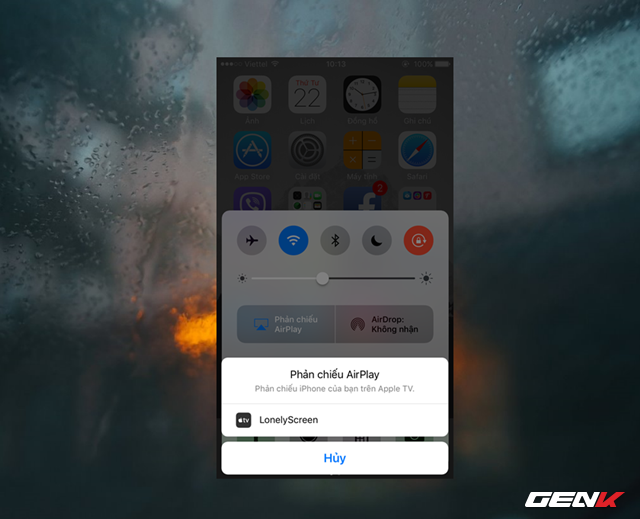 Viettel
10:13
100%
Thứ Tư
22
Ảnh
Lịch
Đồng hồ
Ghi chú
App Store
Cài đặt
Máy tính
Safari
2
Phản chiếu
AirPlay
AirDrop:
Không nhận
Phản chiếu AirPlay
Phản chiếu iPhone của bạn trên Apple TV.
tv
LonelyScreen
Hủy
GENK